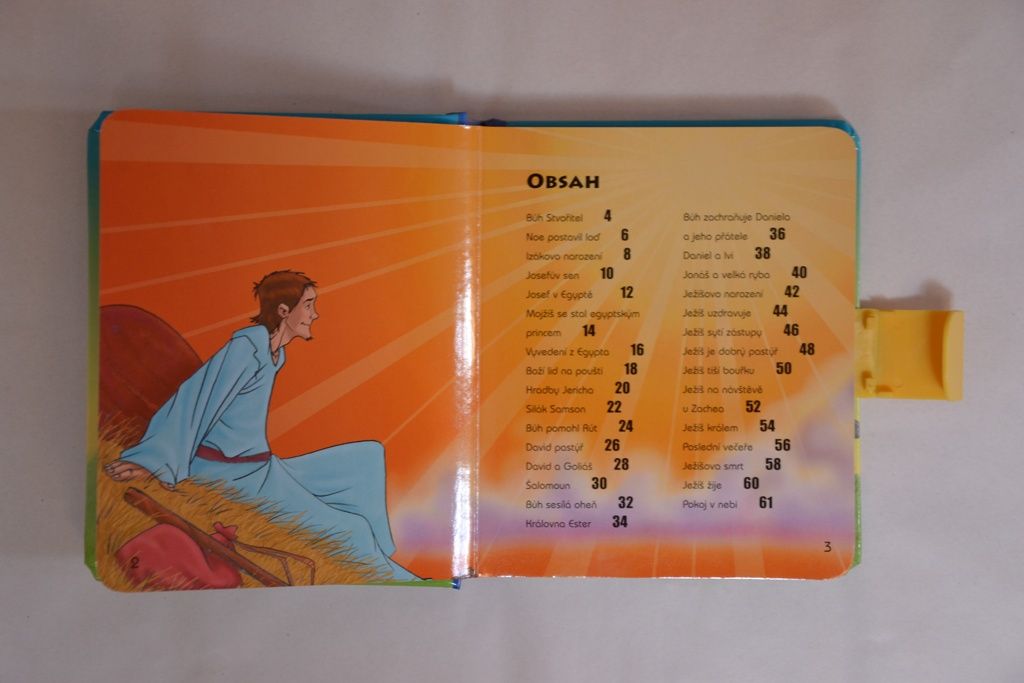 OBSAH
Bůh Stvořitel 4
Noe postavil loď 6
Izákovo narození 8
Josefův sen 10
Josef v Egyptě 12
Mojžíš se stal egyptským
princem 14
Vyvedení z Egypta 16
Boží lid na poušti 18
Hradby Jericha 20
Silák Samson 22
Bůh pomohl Rút 24
David pastýř 26
David a Goliáš 28
Šalomoun 30
Bůh sesílá oheň 32
Královna Ester 34
Bůh zachraňuje Daniela
a jeho přátele 36
Daniel a lvi 38
Jonáš a velká ryba 40
Ježíšovo narození 42
Ježíš uzdravuje 44
Ježíš sytí zástupy 46
Ježíš je dobrý pastýř 48
Ježíš tiší bouřku 50
Ježíš na návštěvě
u Zachea 52
Ježíš králem 54
Poslední večeře 56
Ježíšova smrt 58
Ježíš žije 60
Pokoj v nebi 61
2
3